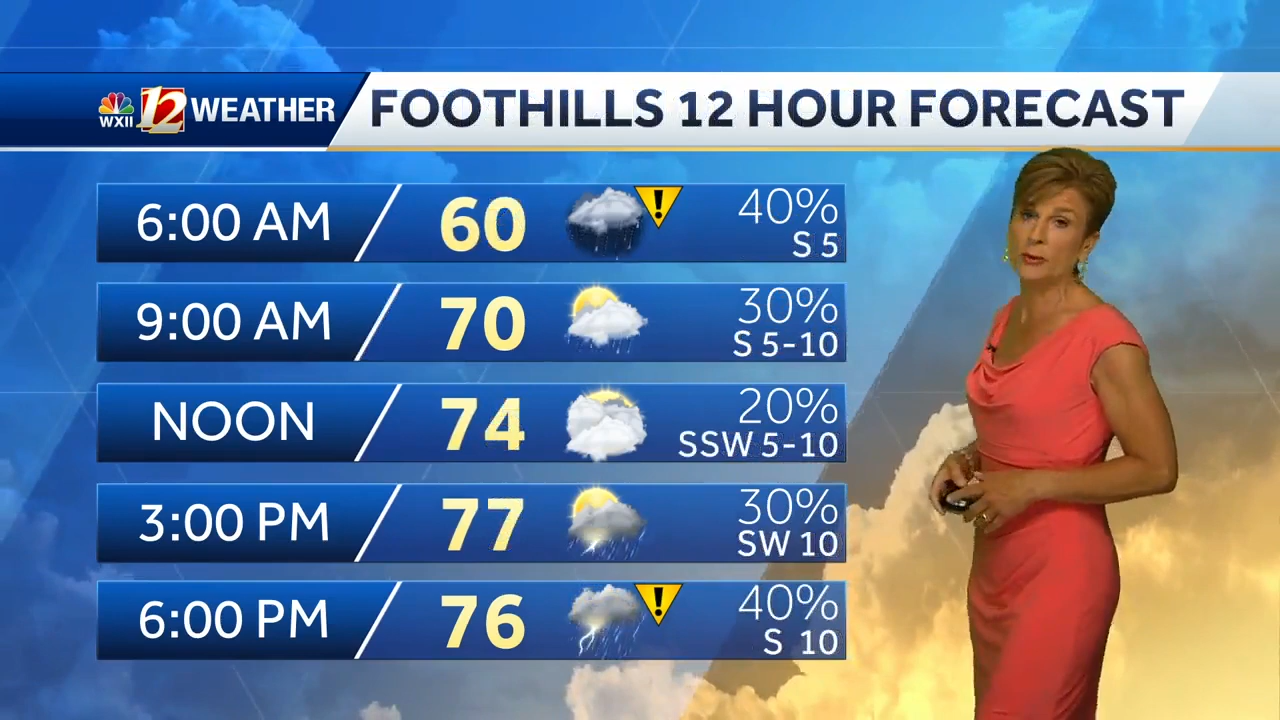 WXII 12 WEATHER
FOOTHILLS 12 HOUR FORECAST
6:00 AM 60 ! 40%
S 5
9:00 AM 70 30%
S 5-10
NOON 74 20%
SSW 5-10
3:00 PM 77 30%
SW 10
6:00 PM 76 ! 40%
S 10